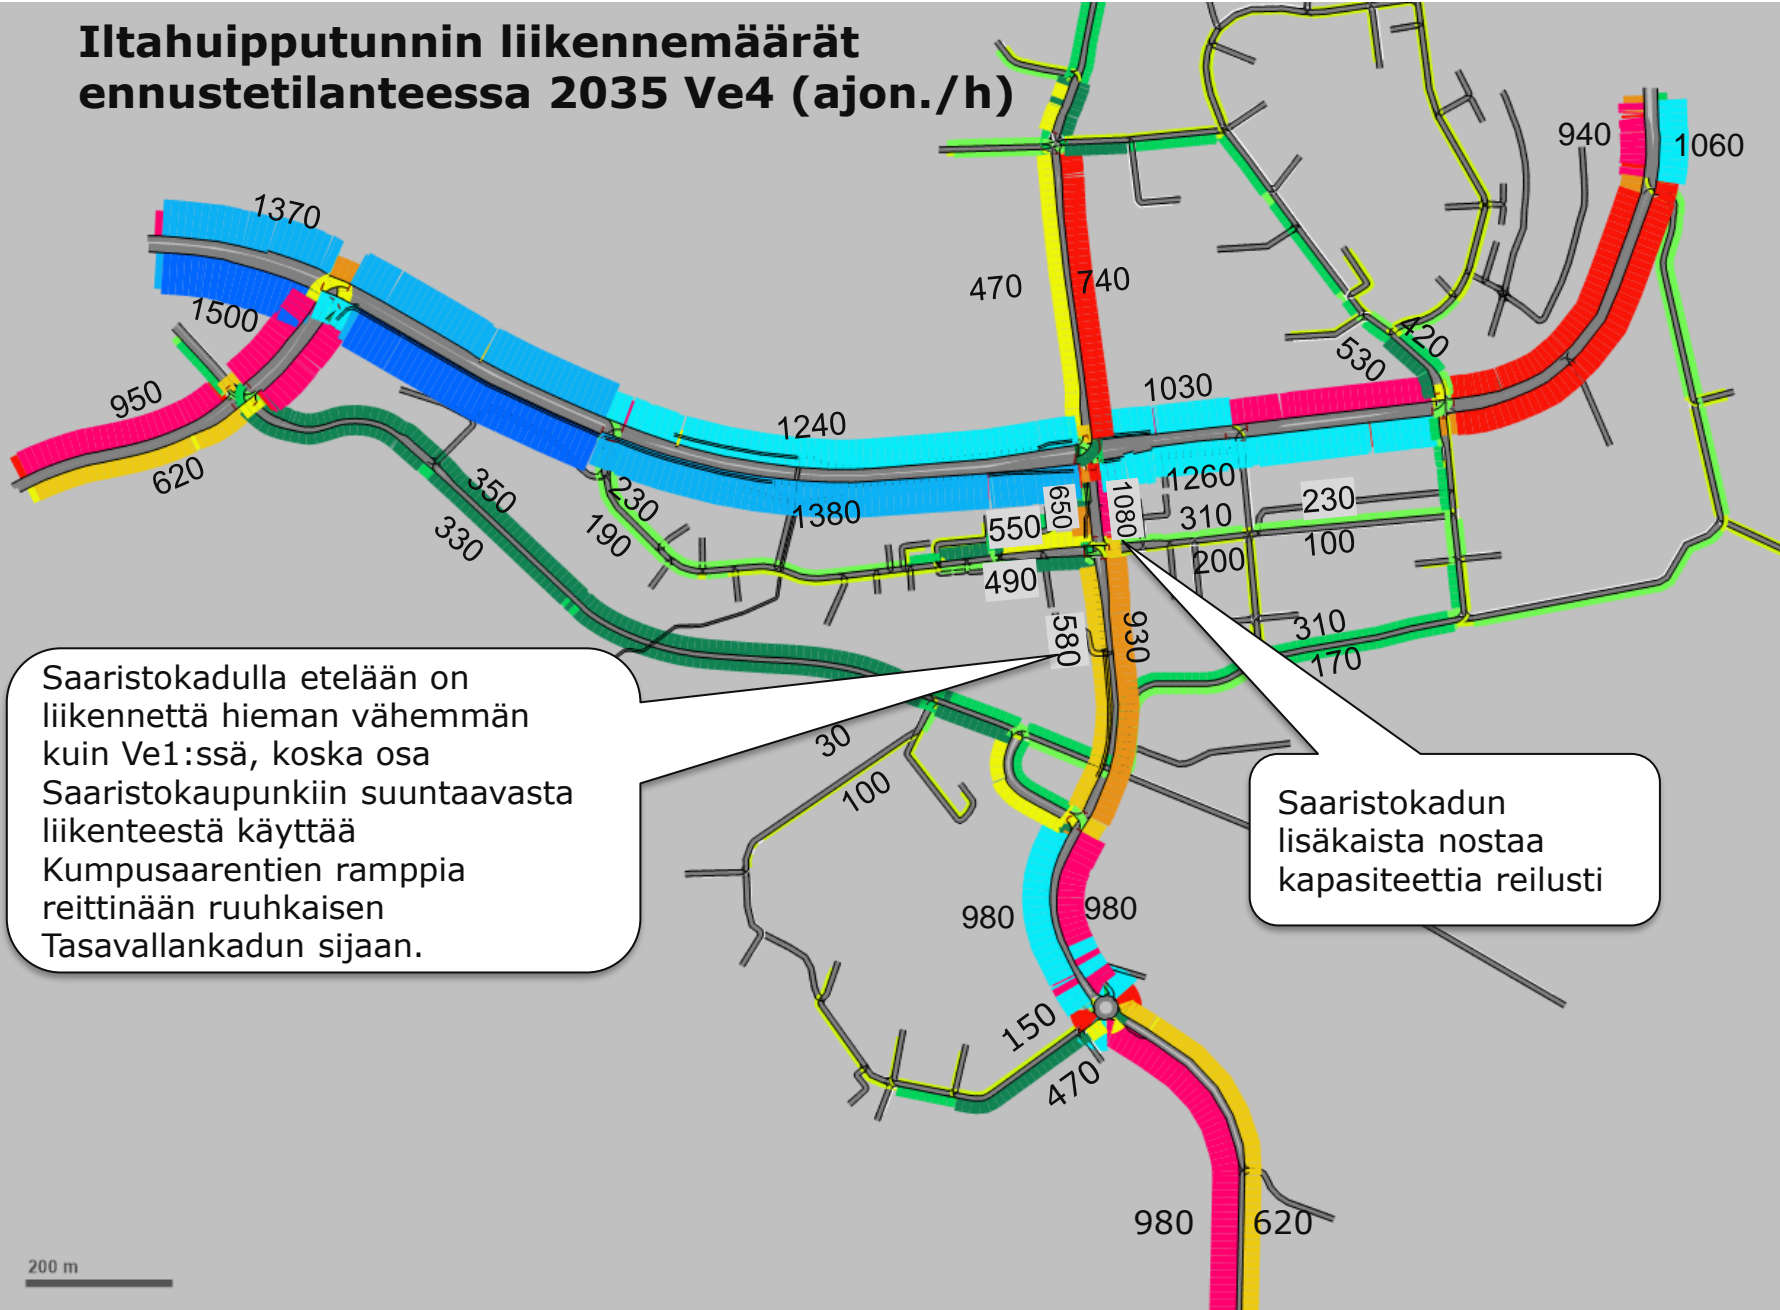 Iltahuipputunnin liikennemäärät
ennustetilanteessa 2035 Ve4 (ajon./h)
940
1060
1370
1500
470
740
420
530
950
620
1030
1240
1380
1260
350
330
230
190
650
1080
550
490
310
230
200
100
580
930
310
170
Saaristokadulla etelään on
liikennettä hieman vähemmän
kuin Ve1:ssä, koska osa
Saaristokaupunkiin suuntaavasta
liikenteestä käyttää
Kumpusaarentien ramppia
reittinään ruuhkaisen
Tasavallankadun sijaan.
30
100
Saaristokadun
lisäkaista nostaa
kapasiteettia reilusti
980
980
150
470
980
620
200 m